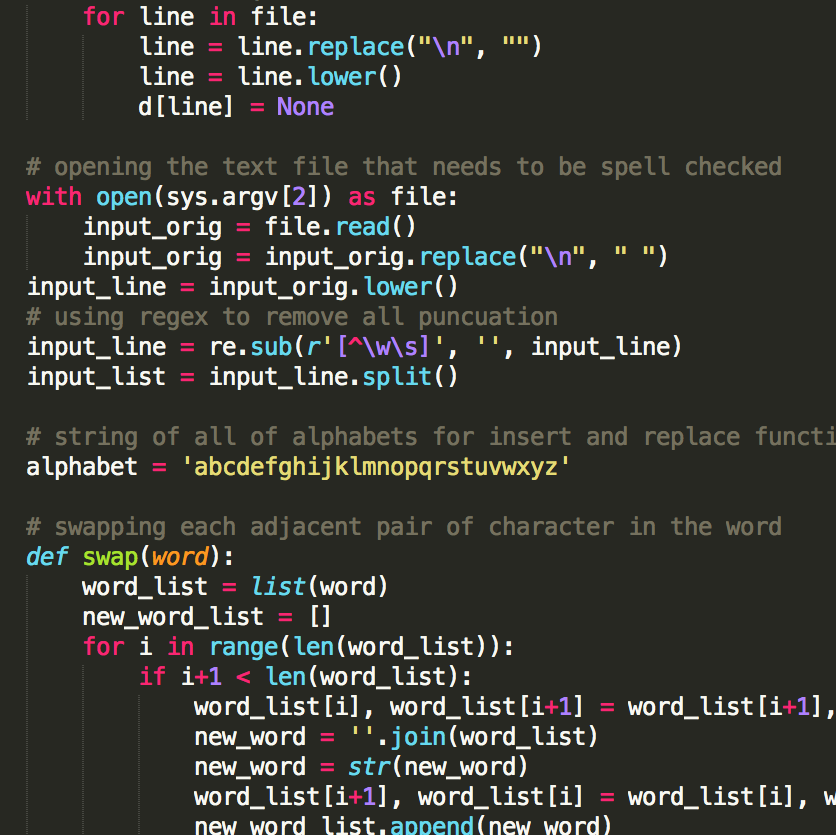 for line in file:
line = line.replace("\n", "")
line = line.lower()
d[line] = None
# opening the text file that needs to be spell checked
with open(sys.argv[2]) as file:
input_orig = file.read()
input_orig = input_orig.replace("\n", " ")
input_line = input_orig.lower()
# using regex to remove all puncuation
input_line = re.sub(r'[^\w\s]', '', input_line)
input_list = input_line.split()
# string of all of alphabets for insert and replace functi
alphabet = 'abcdefghijklmnopqrstuvwxyz'
# swapping each adjacent pair of character in the word
def swap(word):
word_list = list(word)
new_word_list = []
for i in range(len(word_list)):
if i+1 < len(word_list):
word_list[i], word_list[i+1] = word_list[i+1],
new_word = ''.join(word_list)
new_word = str(new_word)
word_list[i+1], word_list[i] = word_list[i], w
new_word_list.append(new_word)